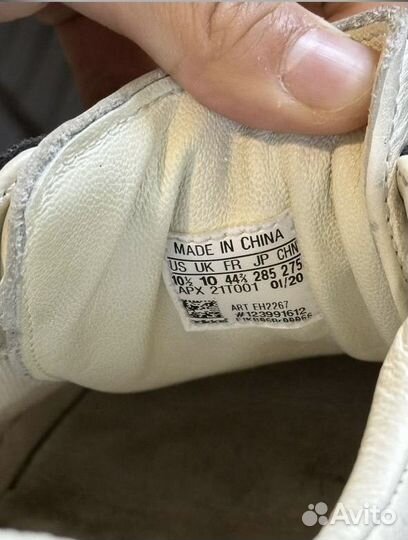 MADE IN CHINA
US UK FR JP CHN
10½ 10 44⅔ 285 275
APX 21T001 01/20
ART EH2267
#123991612
Avito